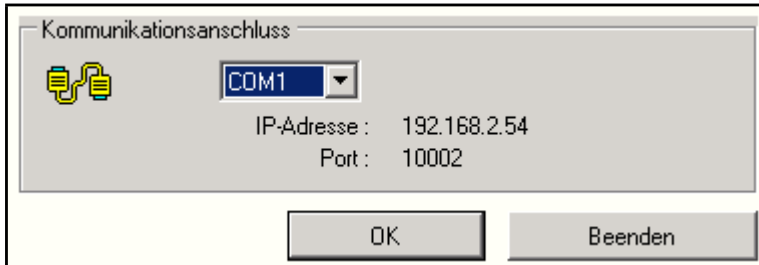 Kommunikationsanschluss
COM1
IP-Adresse : 192.168.2.54
Port : 10002
OK Beenden